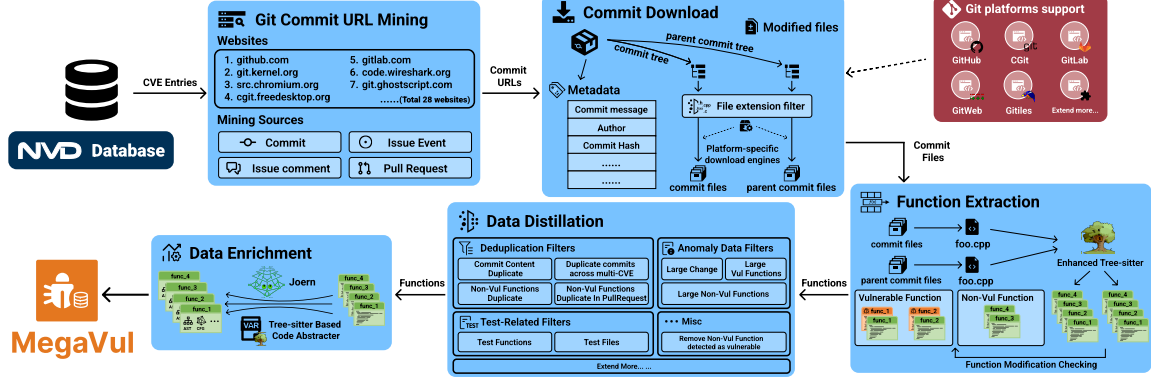 NVD Database
CVE Entries
Git Commit URL Mining
Websites
1. github.com
2. git.kernel.org
3. src.chromium.org
4. cgit.freedesktop.org
5. gitlab.com
6. code.wireshark.org
7. git.ghostscript.com
......(Total 28 websites)
Mining Sources
Commit
Issue Event
Issue comment
Pull Request
Commit
URLs
Commit Download
Modified files
parent commit tree
commit tree
Metadata
Commit message
Author
Commit Hash
......
......
File extension filter
Platform-specific
download engines
commit files
parent commit files
Git platforms support
GitHub
CGit
GitLab
GitWeb
Gitiles
Extend more...
Commit
Files
Function Extraction
commit files
foo.cpp
parent commit files
foo.cpp
Enhanced Tree-sitter
Vulnerable Function
func_1
func_2
Non-Vul Function
func_4
func_3
func_4
func_3
func_2
func_1
func_4
func_3
func_2
func_1
Function Modification Checking
Functions
Data Distillation
Deduplication Filters
Commit Content
Duplicate
Duplicate commits
across multi-CVE
Non-Vul Functions
Duplicate
Non-Vul Functions
Duplicate In PullRequest
Anomaly Data Filters
Large Change
Large
Vul Functions
Large Non-Vul Functions
TEST
Test-Related Filters
Test Functions
Test Files
Misc
Remove Non-Vul Function
detected as vulnerable
Extend More... ...
Functions
Data Enrichment
func_4
func_3
func_2
func_1
AST
CFG
...
Joern
VAR
Tree-sitter Based
Code Abstracter
func_4
func_3
func_2
func_1
MegaVul